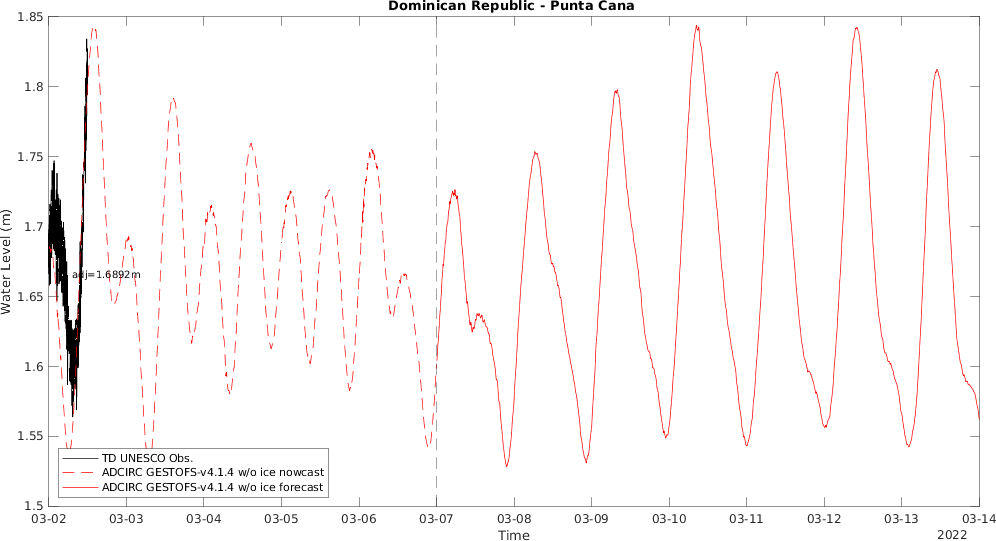 Dominican Republic - Punta Cana
Water Level (m)
1.85
1.8
1.75
1.7
1.65
1.6
1.55
1.5
adj=1.6892m
TD UNESCO Obs.
ADCIRC GESTOFS-v4.1.4 w/o ice nowcast
ADCIRC GESTOFS-v4.1.4 w/o ice forecast
03-02 03-03 03-04 03-05 03-06 03-07 03-08 03-09 03-10 03-11 03-12 03-13 03-14
Time
2022